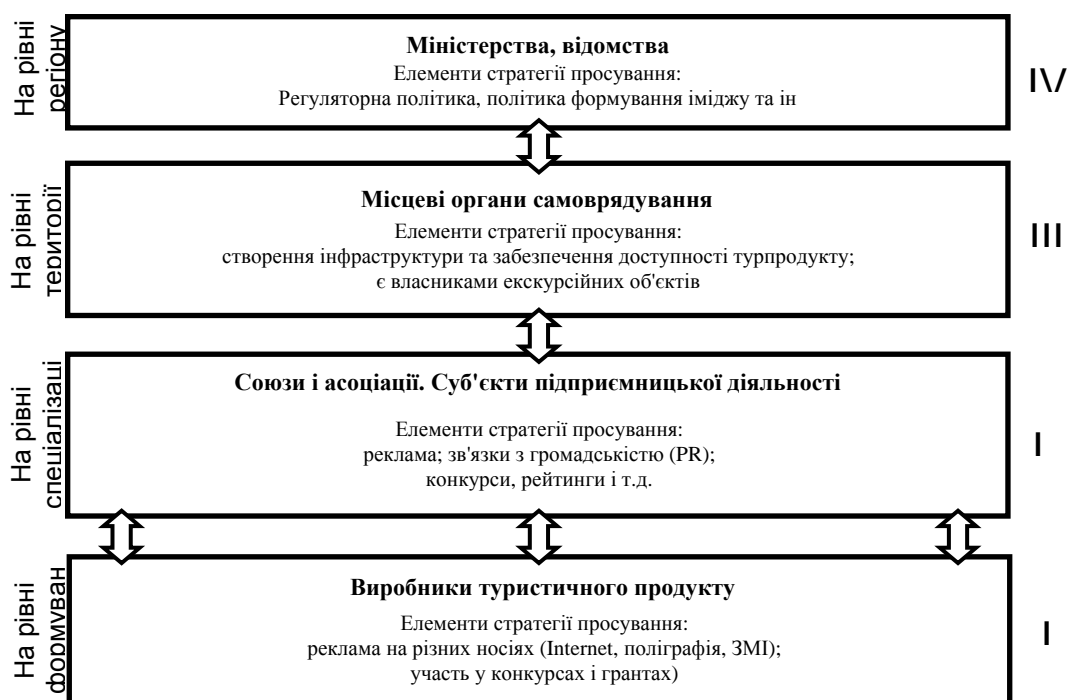 На рівні
регіону
Міністерства, відомства
Елементи стратегії просування:
Регуляторна політика, політика формування іміджу та ін
IV
На рівні
території
Місцеві органи самоврядування
Елементи стратегії просування:
створення інфраструктури та забезпечення доступності турпродукту;
є власниками екскурсійних об'єктів
III
На рівні
спеціалізаці
Союзи і асоціації. Суб'єкти підприємницької діяльності
Елементи стратегії просування:
реклама; зв'язки з громадськістю (PR);
конкурси, рейтинги і т.д.
I
На рівні
формуван
Виробники туристичного продукту
Елементи стратегії просування:
реклама на різних носіях (Internet, поліграфія, ЗМІ);
участь у конкурсах і грантах)
I